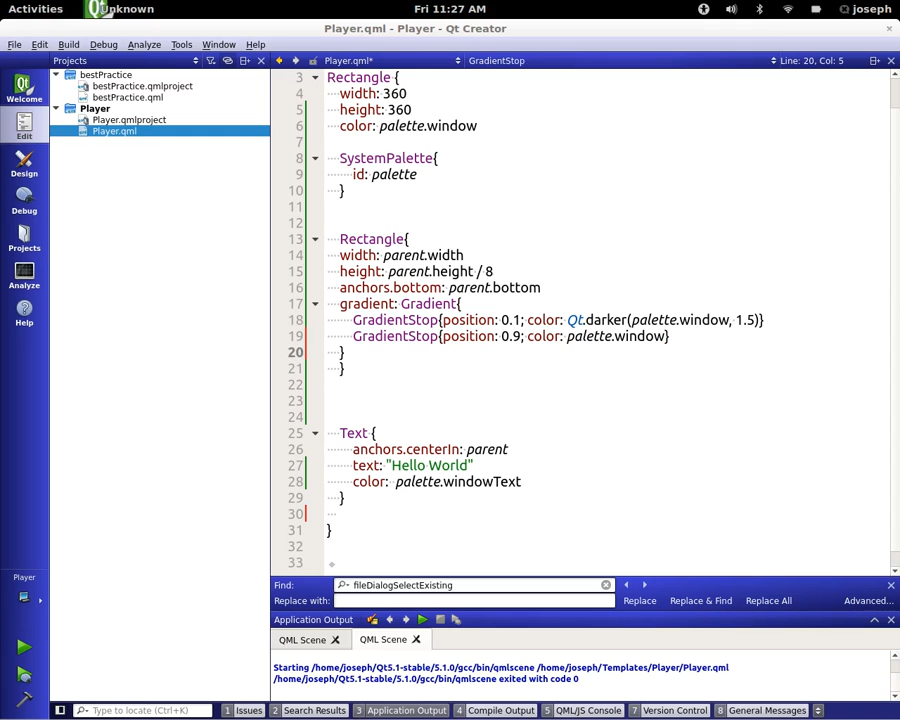 Activities Unknown Fri 11:27 AM joseph
Player.qml - Player - Qt Creator ×
File Edit Build Debug Analyze Tools Window Help
Projects Player.qml* GradientStop Line: 20, Col: 5
bestPractice
bestPractice.qmlproject
bestPractice.qml
Player
Player.qmlproject
Player.qml
Qt
Welcome
Edit
Design
Debug
Projects
Analyze
Help
Player
3 Rectangle {
4 width: 360
5 height: 360
6 color: palette.window
7
8 SystemPalette{
9 id: palette
10 }
11
12
13 Rectangle{
14 width: parent.width
15 height: parent.height / 8
16 anchors.bottom: parent.bottom
17 gradient: Gradient{
18 GradientStop{position: 0.1; color: Qt.darker(palette.window, 1.5)}
19 GradientStop{position: 0.9; color: palette.window}
20 }
21 }
22
23
24
25 Text {
26 anchors.centerIn: parent
27 text: "Hello World"
28 color: palette.windowText
29 }
30
31 }
32
33
Find: fileDialogSelectExisting
Replace with: Replace Replace & Find Replace All Advanced...
Application Output
QML Scene QML Scene
Starting /home/joseph/Qt5.1-stable/5.1.0/gcc/bin/qmlscene /home/joseph/Templates/Player/Player.qml
/home/joseph/Qt5.1-stable/5.1.0/gcc/bin/qmlscene exited with code 0
Type to locate (Ctrl+K) 1 Issues 2 Search Results 3 Application Output 4 Compile Output 5 QML/JS Console 7 Version Control 8 General Messages